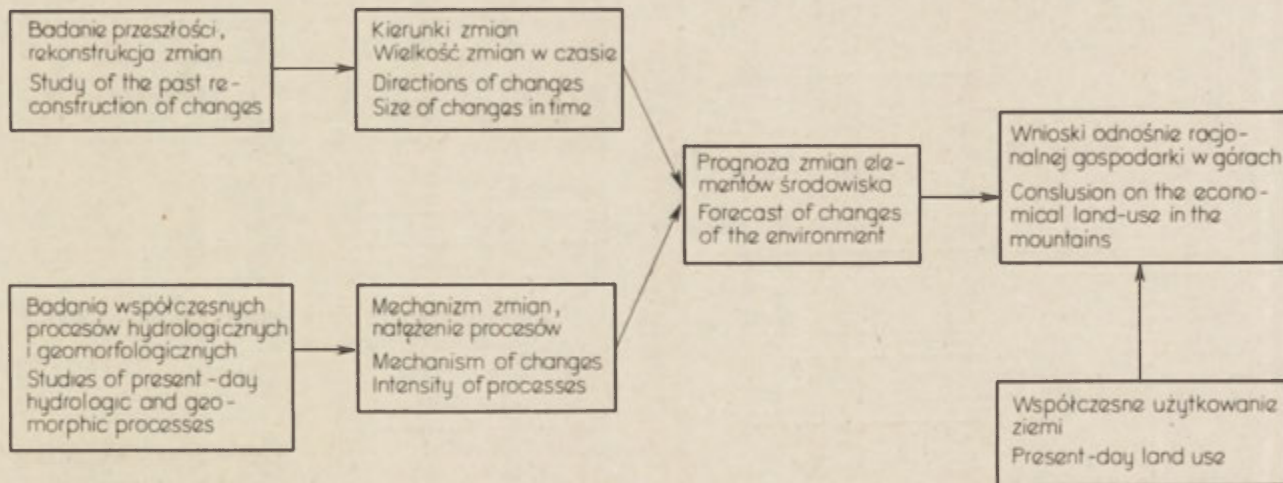 Badanie przeszłości,
rekonstrukcja zmian
Study of the past re-
construction of changes
Kierunki zmian
Wielkość zmian w czasie
Directions of changes
Size of changes in time
Badania współczesnych
procesów hydrologicznych
i geomorfologicznych
Studies of present-day
hydrologic and geo-
morphic processes
Mechanizm zmian,
natężenie procesów
Mechanism of changes
Intensity of processes
Prognoza zmian ele-
mentów środowiska
Forecast of changes
of the environment
Wnioski odnośnie racjo-
nalnej gospodarki w górach
Conslusion on the econo-
mical land-use in the
mountains
Współczesne użytkowanie
ziemi
Present-day land use